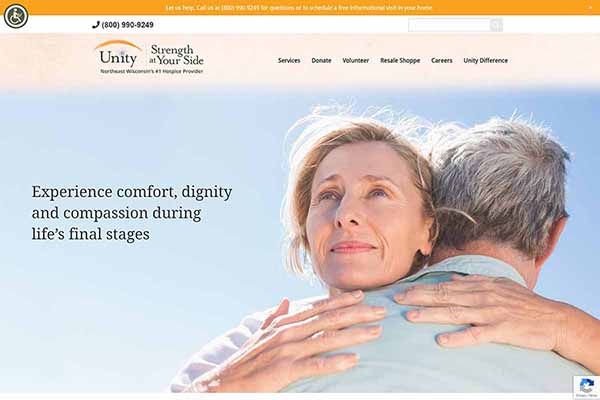 Let us help. Call us at (800) 990-9249 for questions or to schedule a free informational visit in your home. ×
(800) 990-9249
Unity
Strength
at Your Side
Northeast Wisconsin's #1 Hospice Provider
Services Donate Volunteer Resale Shoppe Careers Unity Difference
Experience comfort, dignity
and compassion during
life's final stages